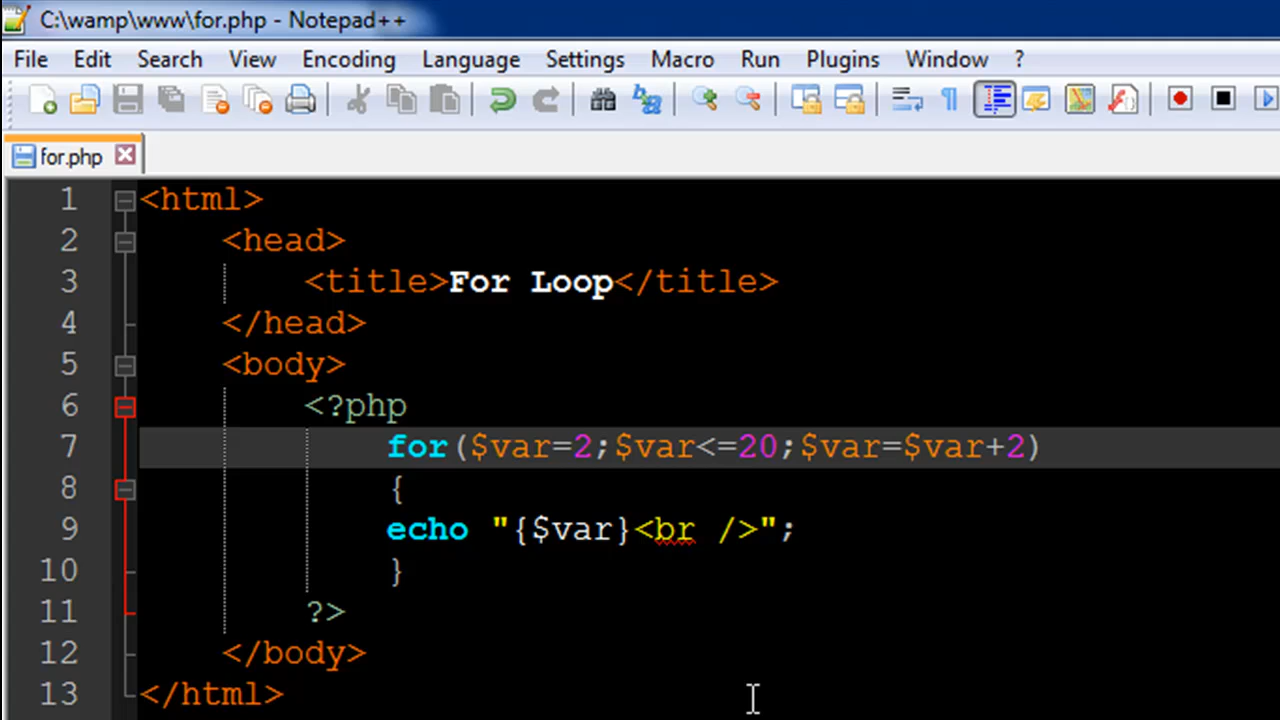 C:\wamp\www\for.php - Notepad++
File Edit Search View Encoding Language Settings Macro Run Plugins Window ?
for.php
1 <html>
2 <head>
3 <title>For Loop</title>
4 </head>
5 <body>
6 <?php
7 for($var=2;$var<=20;$var=$var+2)
8 {
9 echo "{$var}<br />";
10 }
11 ?>
12 </body>
13 </html>